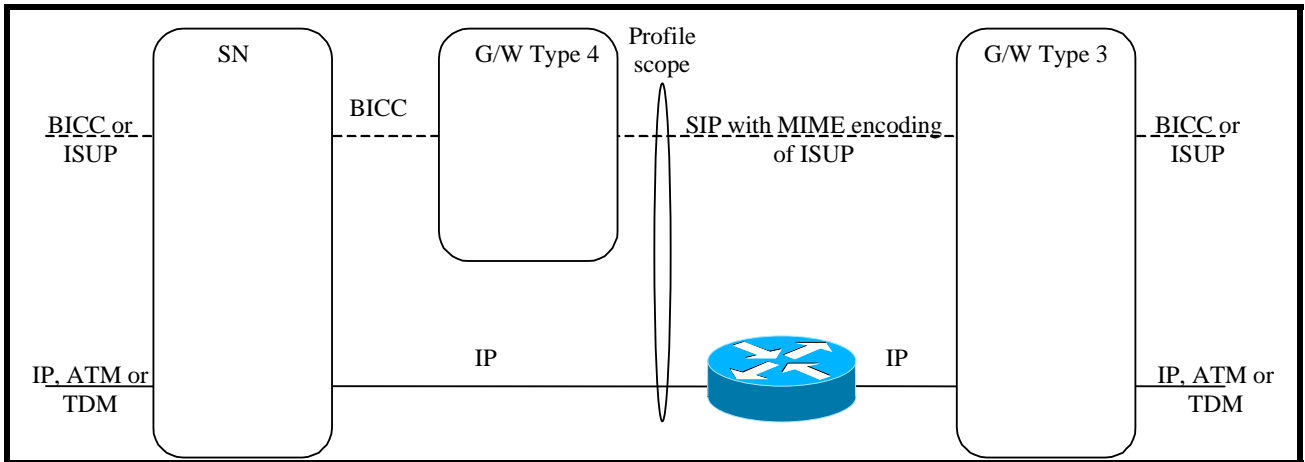 SN
G/W Type 4
Profile
scope
G/W Type 3
BICC or
ISUP
BICC
SIP with MIME encoding
of ISUP
BICC or
ISUP
IP, ATM or
TDM
IP
IP
IP, ATM or
TDM